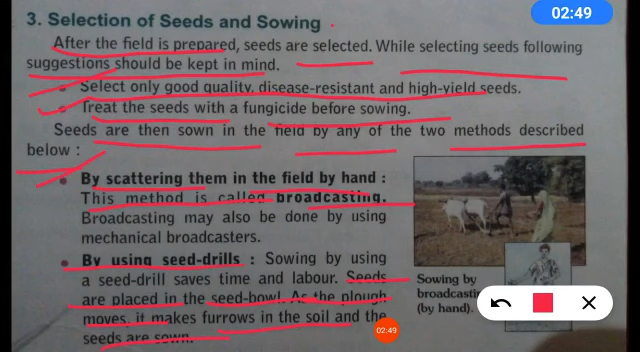 02:49
3. Selection of Seeds and Sowing
After the field is prepared, seeds are selected. While selecting seeds following
suggestions should be kept in mind.
• Select only good quality, disease-resistant and high-yield seeds.
• Treat the seeds with a fungicide before sowing.
Seeds are then sown in the field by any of the two methods described
below :
• By scattering them in the field by hand :
This method is called broadcasting.
Broadcasting may also be done by using
mechanical broadcasters.
• By using seed-drills : Sowing by using
a seed-drill saves time and labour. Seeds
are placed in the seed-bowl. As the plough
moves, it makes furrows in the soil and the
seeds are sown.
Sowing by
broadcastin
(by hand).
02:49